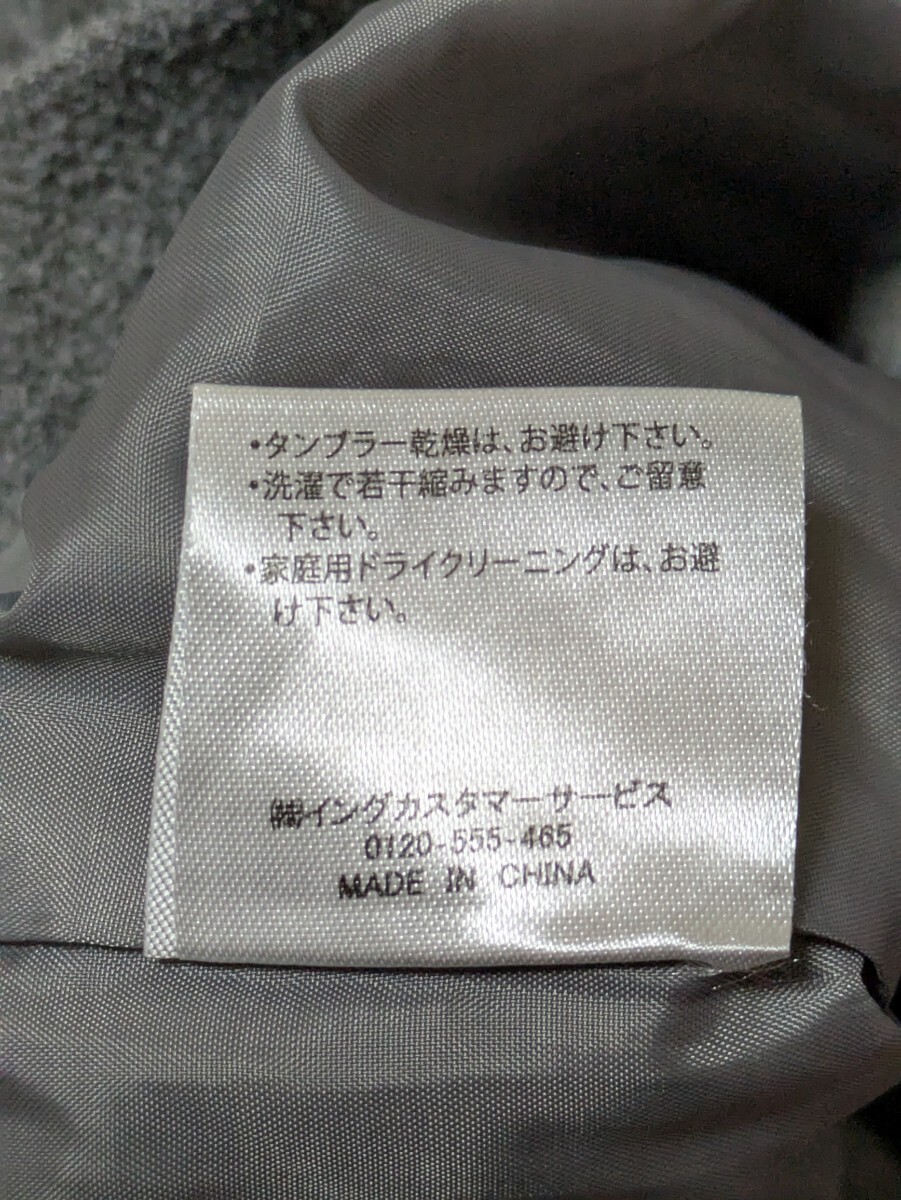 ・タンブラー乾燥は、お避け下さい。
・洗濯で若干縮みますので、ご留意
下さい。
・家庭用ドライクリーニングは、お避
け下さい。
㈱イングカスタマーサービス
0120-555-465
MADE IN CHINA